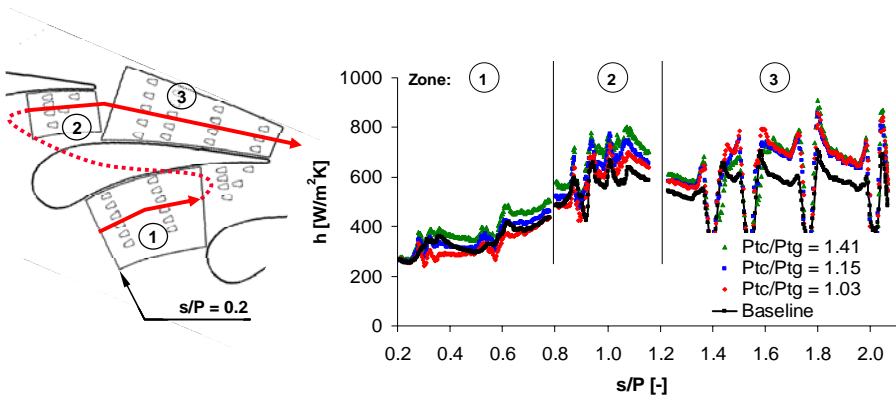 3
2
1
s/P = 0.2
h [W/m²K]
1000
800
600
400
200
0
Zone: 1 2 3
Ptc/Ptg = 1.41
Ptc/Ptg = 1.15
Ptc/Ptg = 1.03
Baseline
0.2 0.4 0.6 0.8 1.0 1.2 1.4 1.6 1.8 2.0
s/P [-]